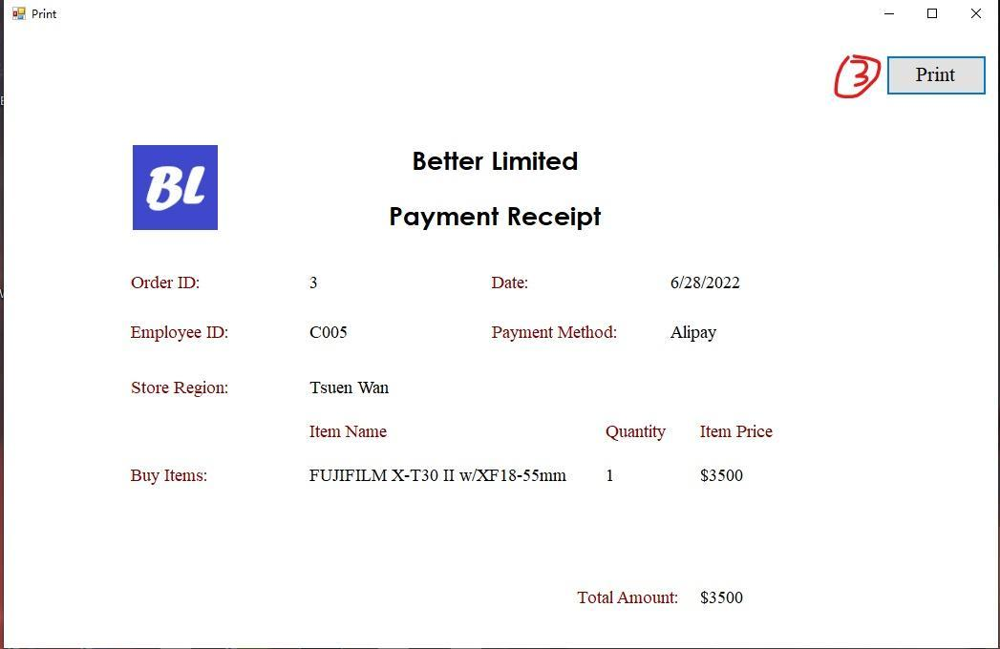 Print
3 Print
BL
Better Limited
Payment Receipt
Order ID: 3 Date: 6/28/2022
Employee ID: C005 Payment Method: Alipay
Store Region: Tsuen Wan
Item Name Quantity Item Price
Buy Items: FUJIFILM X-T30 II w/XF18-55mm 1 $3500
Total Amount: $3500